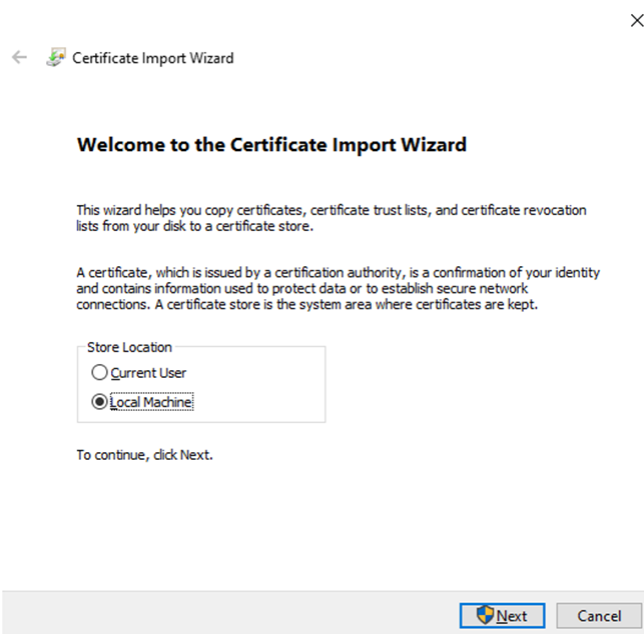 Certificate Import Wizard
Welcome to the Certificate Import Wizard
This wizard helps you copy certificates, certificate trust lists, and certificate revocation
lists from your disk to a certificate store.
A certificate, which is issued by a certification authority, is a confirmation of your identity
and contains information used to protect data or to establish secure network
connections. A certificate store is the system area where certificates are kept.
Store Location
Current User
Local Machine
To continue, click Next.
Next Cancel